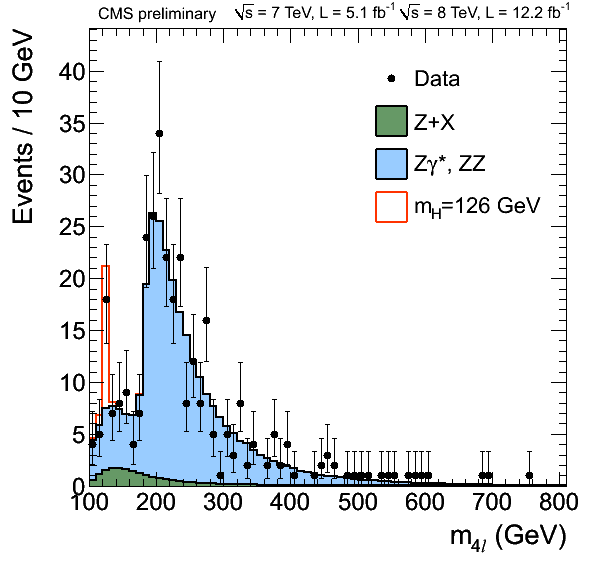 CMS preliminary √s = 7 TeV, L = 5.1 fb⁻¹ √s = 8 TeV, L = 12.2 fb⁻¹
Events / 10 GeV
40
35
30
25
20
15
10
5
0
Data
Z+X
Zγ*, ZZ
m_H=126 GeV
100 200 300 400 500 600 700 800
m_4l (GeV)